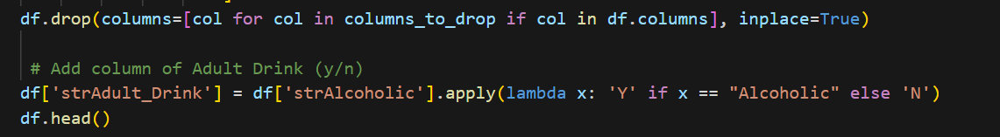 df.drop(columns=[col for col in columns_to_drop if col in df.columns], inplace=True)
# Add column of Adult Drink (y/n)
df['strAdult_Drink'] = df['strAlcoholic'].apply(lambda x: 'Y' if x == "Alcoholic" else 'N')
df.head()